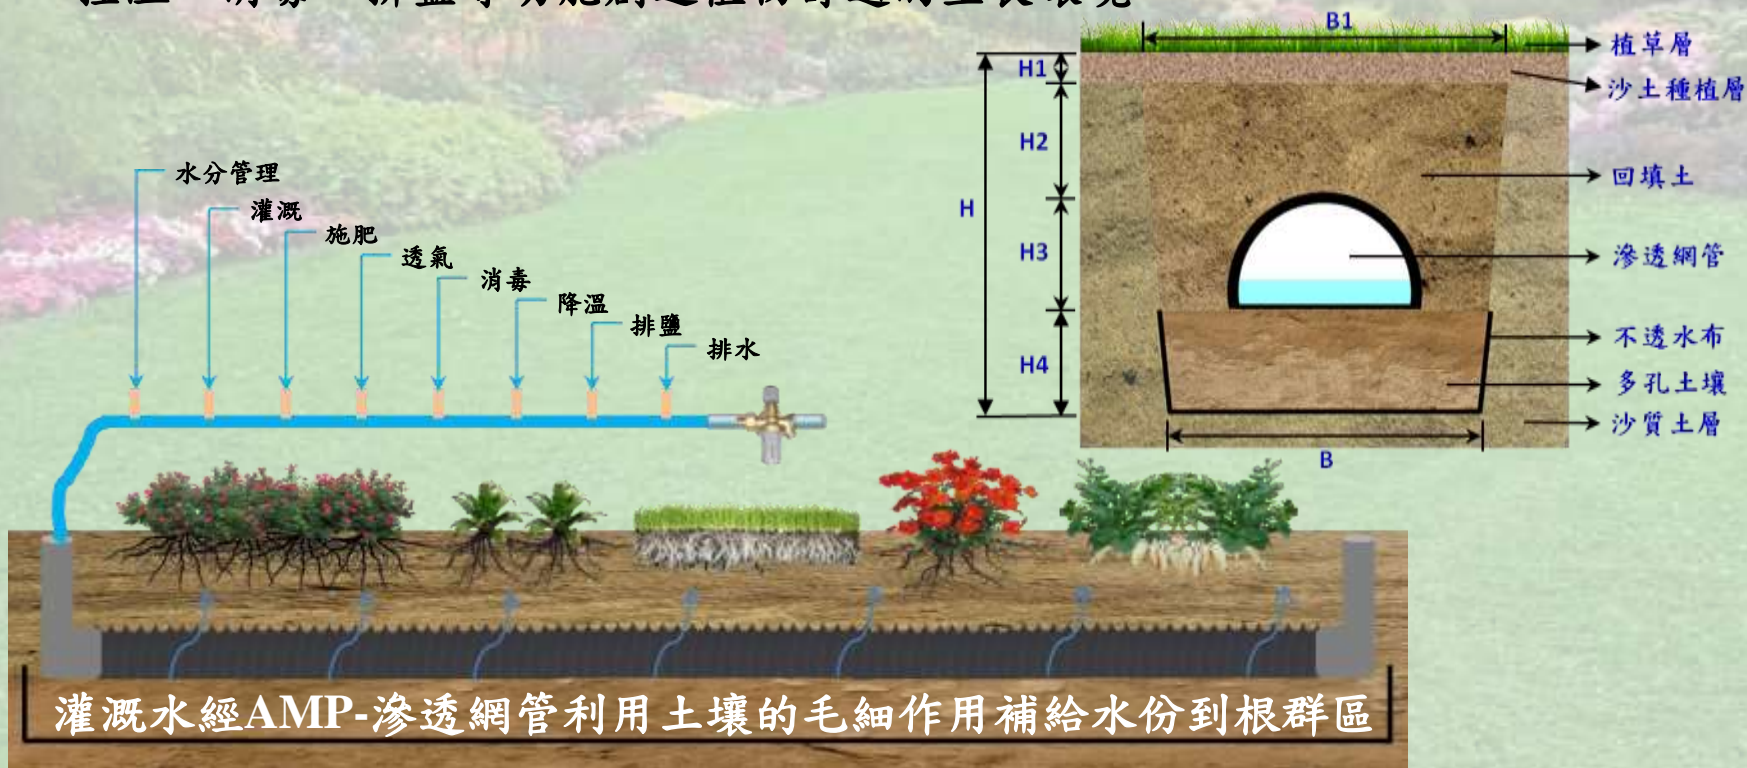 B1
植草層
H1
沙土種植層
H2
水分管理
回填土
灌溉
H
施肥
透氣
H3
滲透網管
消毒
降溫
排鹽
不透水布
排水
H4
多孔土壤
沙質土層
B
灌溉水經AMP-滲透網管利用土壤的毛細作用補給水份到根群區